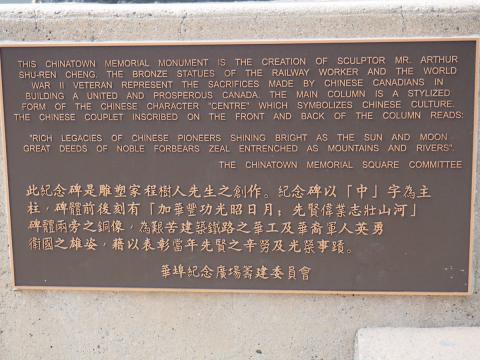 THIS CHINATOWN MEMORIAL MONUMENT IS THE CREATION OF SCULPTOR MR. ARTHUR
SHU-REN CHENG. THE BRONZE STATUES OF THE RAILWAY WORKER AND THE WORLD
WAR II VETERAN REPRESENT THE SACRIFICES MADE BY CHINESE CANADIANS IN
BUILDING A UNITED AND PROSPEROUS CANADA. THE MAIN COLUMN IS A STYLIZED
FORM OF THE CHINESE CHARACTER "CENTRE" WHICH SYMBOLIZES CHINESE CULTURE.
THE CHINESE COUPLET INSCRIBED ON THE FRONT AND BACK OF THE COLUMN READS:
"RICH LEGACIES OF CHINESE PIONEERS SHINING BRIGHT AS THE SUN AND MOON
GREAT DEEDS OF NOBLE FORBEARS ZEAL ENTRENCHED AS MOUNTAINS AND RIVERS".
THE CHINATOWN MEMORIAL SQUARE COMMITTEE
此紀念碑是雕塑家程樹人先生之創作。紀念碑以「中」字為主
柱，碑體前後刻有「加華豐功光昭日月；先賢偉業志壯山河」
碑體兩旁之銅像，為艱苦建築鐵路之華工及華裔軍人英勇
衛國之雄姿，藉以表彰當年先賢之辛勞及光榮事蹟。
華埠紀念廣場籌建委員會